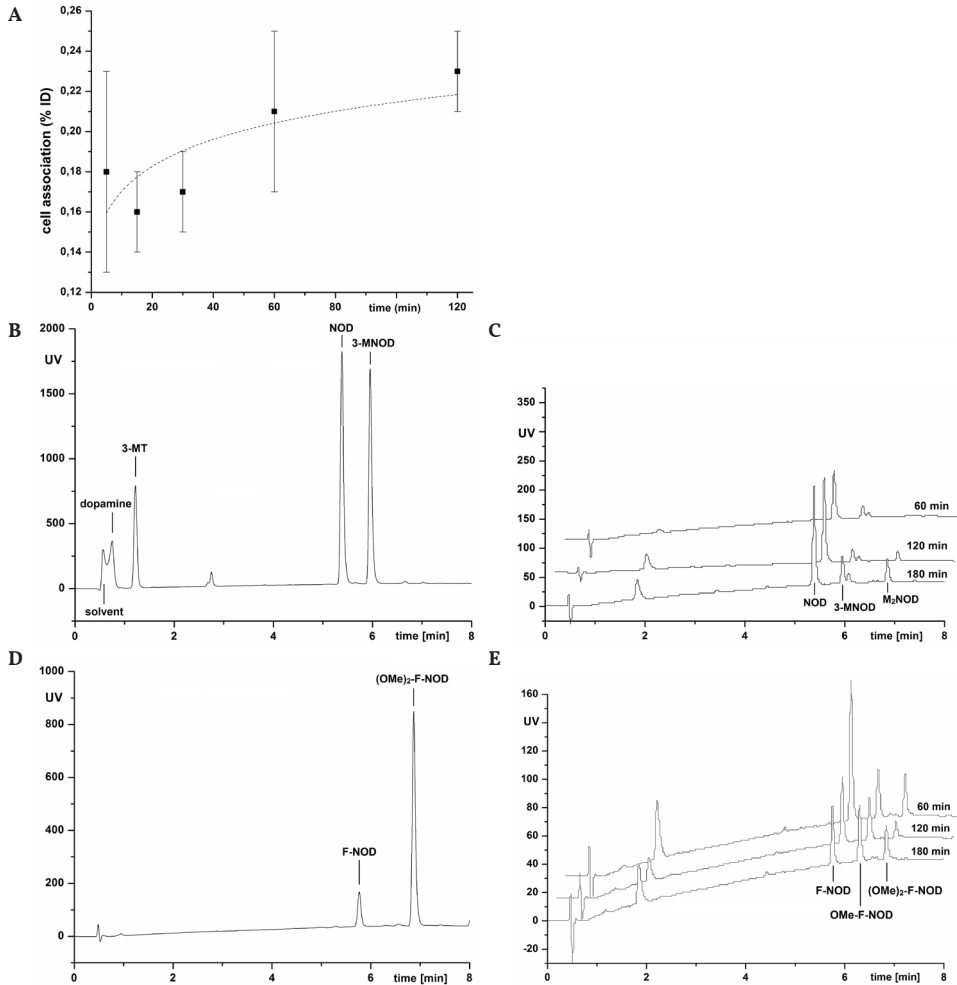 A
0,26
0,24
0,22
0,20
0,18
0,16
0,14
0,12
cell association (% ID)
0 20 40 60 80 100 120
time (min)
B
2000
UV
1500
1000
500
0
NOD
3-MNOD
3-MT
dopamine
solvent
0 2 4 6 8
time [min]
C
350
300
UV
250
200
150
100
50
0
60 min
120 min
180 min
NOD
3-MNOD
M₂NOD
0 2 4 6 8
time [min]
D
1000
UV
800
600
400
200
0
(OMe)₂-F-NOD
F-NOD
0 2 4 6 8
time [min]
E
160
UV
140
120
100
80
60
40
20
0
-20
60 min
120 min
180 min
F-NOD
(OMe)₂-F-NOD
OMe-F-NOD
0 2 4 6 8
time [min]